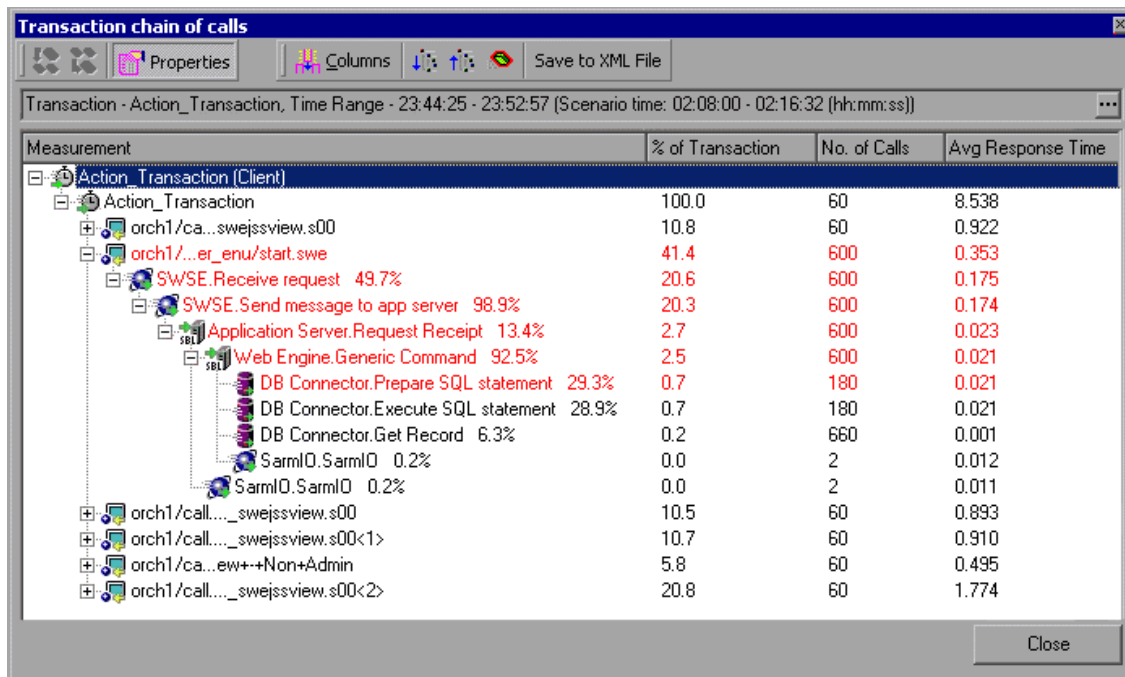 Transaction chain of calls
Properties Columns Save to XML File
Transaction - Action_Transaction, Time Range - 23:44:25 - 23:52:57 (Scenario time: 02:08:00 - 02:16:32 (hh:mm:ss)) ...
Measurement % of Transaction No. of Calls Avg Response Time
Action_Transaction (Client)
Action_Transaction 100.0 60 8.538
orch1/ca...swejssview.s00 10.8 60 0.922
orch1/...er_enu/start.swe 41.4 600 0.353
SWSE.Receive request 49.7% 20.6 600 0.175
SWSE.Send message to app server 98.9% 20.3 600 0.174
SBL Application Server.Request Receipt 13.4% 2.7 600 0.023
SBL Web Engine.Generic Command 92.5% 2.5 600 0.021
DB Connector.Prepare SQL statement 29.3% 0.7 180 0.021
DB Connector.Execute SQL statement 28.9% 0.7 180 0.021
DB Connector.Get Record 6.3% 0.2 660 0.001
SarmIO.SarmIO 0.2% 0.0 2 0.012
SarmIO.SarmIO 0.2% 0.0 2 0.011
orch1/call...._swejssview.s00 10.5 60 0.893
orch1/call...._swejssview.s00<1> 10.7 60 0.910
orch1/ca...ew+-+Non+Admin 5.8 60 0.495
orch1/call...._swejssview.s00<2> 20.8 60 1.774
Close